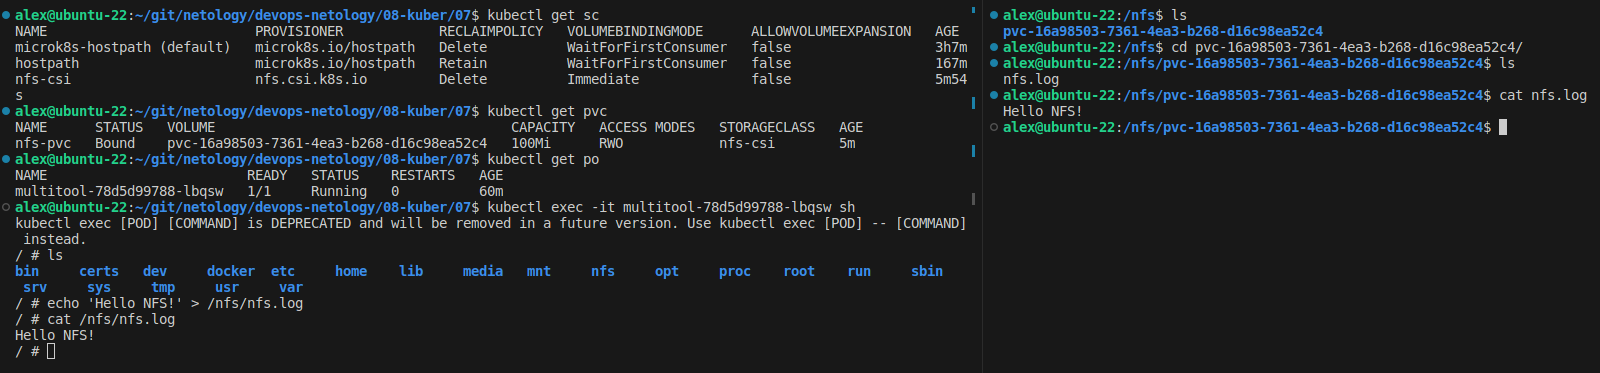 alex@ubuntu-22:~/git/netology/devops-netology/08-kuber/07$ kubectl get sc
NAME                          PROVISIONER            RECLAIMPOLICY   VOLUMEBINDINGMODE      ALLOWVOLUMEEXPANSION   AGE
microk8s-hostpath (default)   microk8s.io/hostpath   Delete          WaitForFirstConsumer   false                  3h7m
hostpath                      microk8s.io/hostpath   Retain          WaitForFirstConsumer   false                  167m
nfs-csi                       nfs.csi.k8s.io         Delete          Immediate              false                  5m54
s
alex@ubuntu-22:~/git/netology/devops-netology/08-kuber/07$ kubectl get pvc
NAME      STATUS   VOLUME                                     CAPACITY   ACCESS MODES   STORAGECLASS   AGE
nfs-pvc   Bound    pvc-16a98503-7361-4ea3-b268-d16c98ea52c4   100Mi      RWO            nfs-csi        5m
alex@ubuntu-22:~/git/netology/devops-netology/08-kuber/07$ kubectl get po
NAME                         READY   STATUS    RESTARTS   AGE
multitool-78d5d99788-lbqsw   1/1     Running   0          60m
alex@ubuntu-22:~/git/netology/devops-netology/08-kuber/07$ kubectl exec -it multitool-78d5d99788-lbqsw sh
kubectl exec [POD] [COMMAND] is DEPRECATED and will be removed in a future version. Use kubectl exec [POD] -- [COMMAND]
 instead.
/ # ls
bin     certs   dev     docker  etc     home    lib     media   mnt     nfs     opt     proc    root    run     sbin
 srv     sys     tmp     usr     var
/ # echo 'Hello NFS!' > /nfs/nfs.log
/ # cat /nfs/nfs.log
Hello NFS!
/ #
alex@ubuntu-22:/nfs$ ls
pvc-16a98503-7361-4ea3-b268-d16c98ea52c4
alex@ubuntu-22:/nfs$ cd pvc-16a98503-7361-4ea3-b268-d16c98ea52c4/
alex@ubuntu-22:/nfs/pvc-16a98503-7361-4ea3-b268-d16c98ea52c4$ ls
nfs.log
alex@ubuntu-22:/nfs/pvc-16a98503-7361-4ea3-b268-d16c98ea52c4$ cat nfs.log
Hello NFS!
alex@ubuntu-22:/nfs/pvc-16a98503-7361-4ea3-b268-d16c98ea52c4$